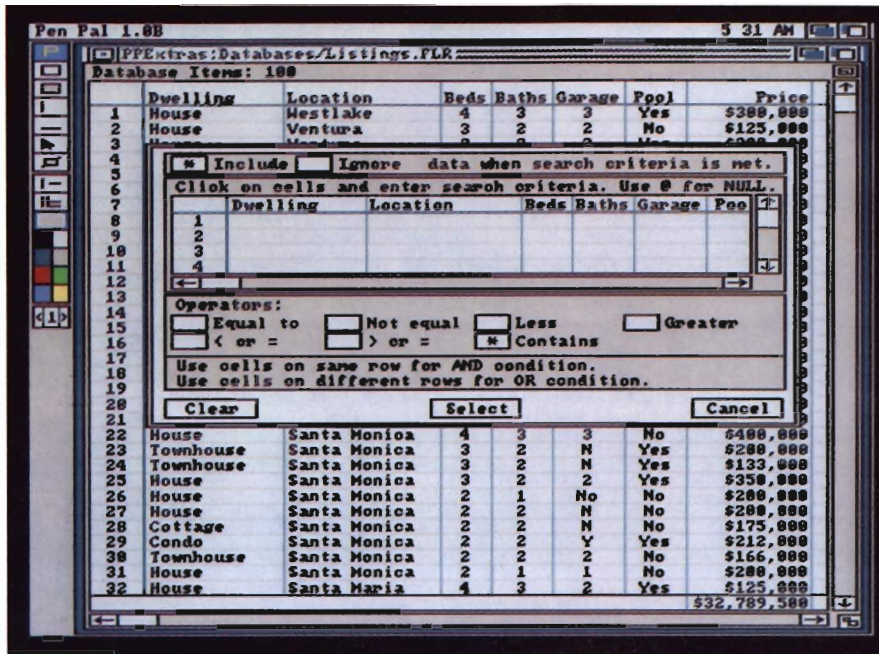 Pen Pal 1.0B 5 31 AM
PPExtras:Databases/Listings.FLR
Database Items: 100
Dwelling Location Beds Baths Garage Pool Price
1 House Westlake 4 3 3 Yes $300,000
2 House Ventura 3 2 2 No $125,000
3
4
* Include Ignore data when search criteria is met.
5
6 Click on cells and enter search criteria. Use @ for NULL.
7 Dwelling Location Beds Baths Garage Poo
8 1
9 2
10 3
11 4
12
13
14 Operators:
15 Equal to Not equal Less Greater
16 < or = > or = * Contains
17 Use cells on same row for AND condition.
18 Use cells on different rows for OR condition.
19
20 Clear Select Cancel
21
22 House Santa Monica 4 3 3 No $400,000
23 Townhouse Santa Monica 3 2 N Yes $280,000
24 Townhouse Santa Monica 3 2 N Yes $133,000
25 House Santa Monica 3 2 2 Yes $350,000
26 House Santa Monica 2 1 No No $200,000
27 House Santa Monica 2 2 N No $200,000
28 Cottage Santa Monica 2 2 N No $175,000
29 Condo Santa Monica 2 2 Y Yes $212,000
30 Townhouse Santa Monica 2 2 2 No $166,000
31 House Santa Monica 2 1 1 No $200,000
32 House Santa Maria 4 3 2 Yes $125,000
$32,789,500
<1>